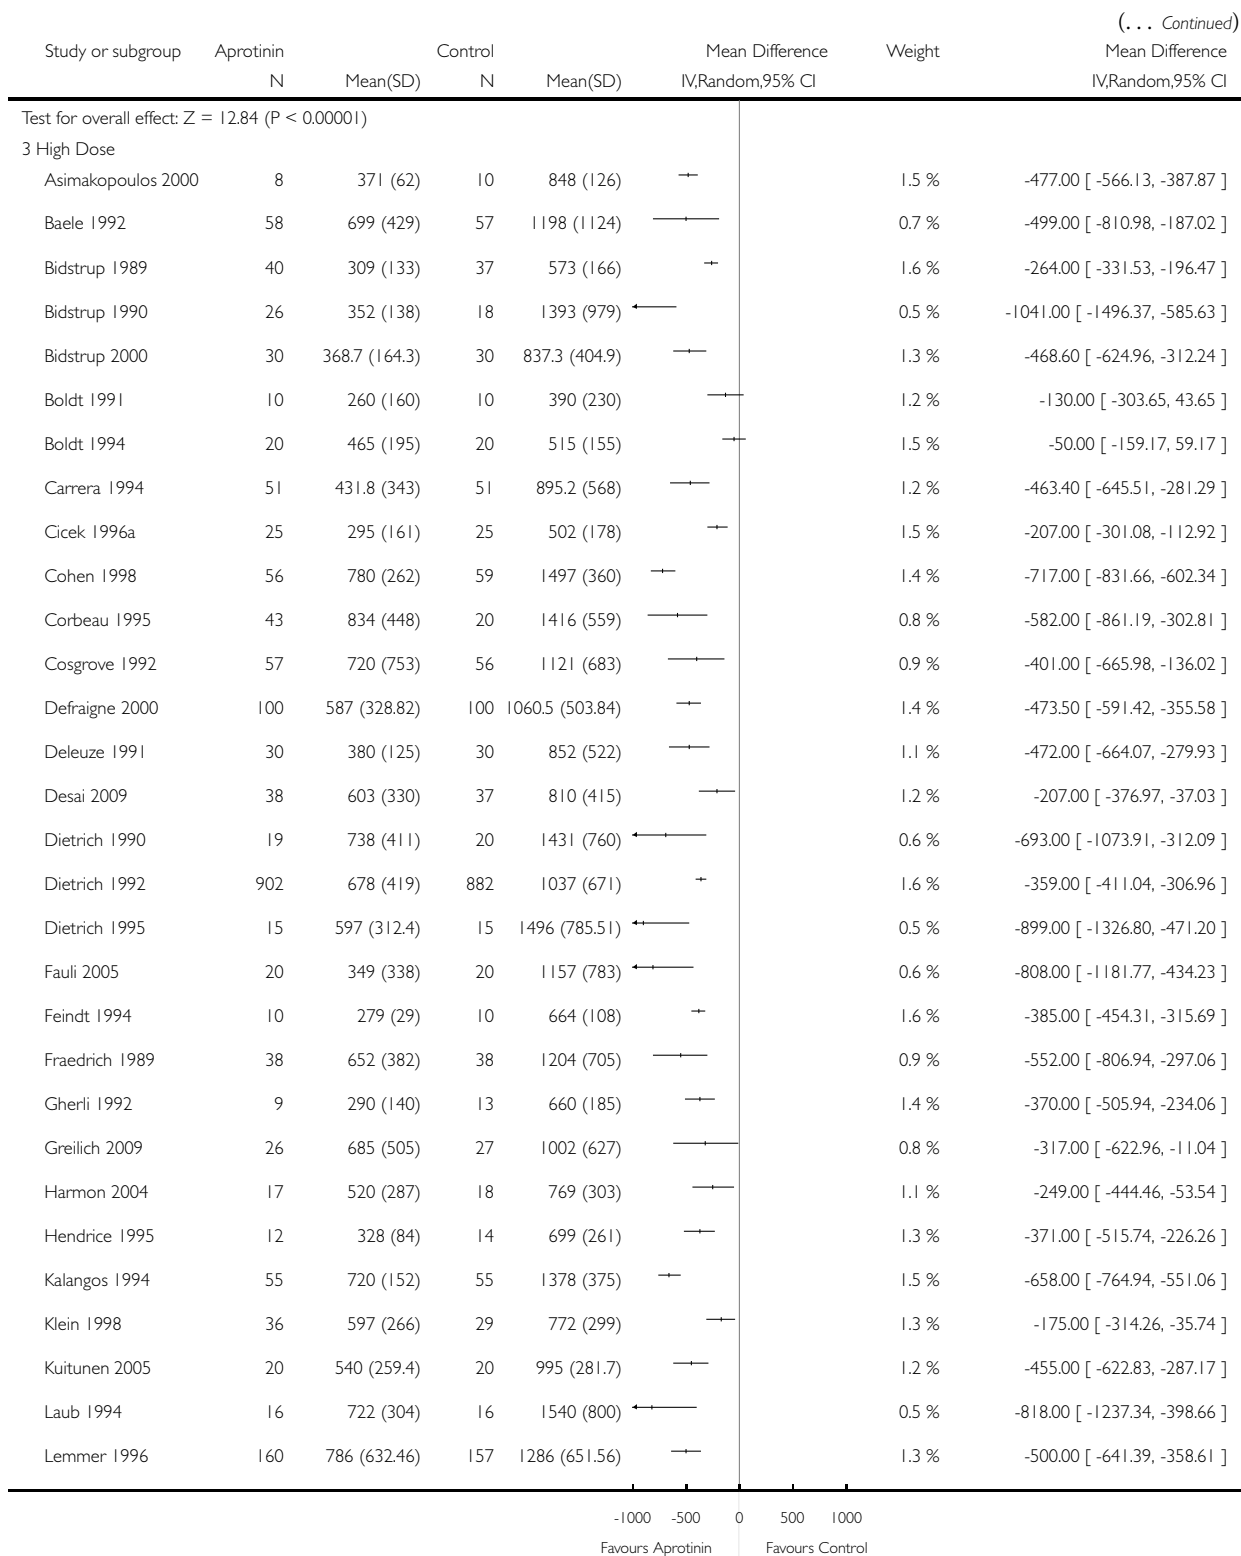 (... Continued)
Study or subgroup Aprotinin Control Mean Difference Weight Mean Difference
N Mean(SD) N Mean(SD) IV,Random,95% CI IV,Random,95% CI
Test for overall effect: Z = 12.84 (P < 0.00001)
3 High Dose
Asimakopoulos 2000 8 371 (62) 10 848 (126) 1.5 % -477.00 [ -566.13, -387.87 ]
Baele 1992 58 699 (429) 57 1198 (1124) 0.7 % -499.00 [ -810.98, -187.02 ]
Bidstrup 1989 40 309 (133) 37 573 (166) 1.6 % -264.00 [ -331.53, -196.47 ]
Bidstrup 1990 26 352 (138) 18 1393 (979) 0.5 % -1041.00 [ -1496.37, -585.63 ]
Bidstrup 2000 30 368.7 (164.3) 30 837.3 (404.9) 1.3 % -468.60 [ -624.96, -312.24 ]
Boldt 1991 10 260 (160) 10 390 (230) 1.2 % -130.00 [ -303.65, 43.65 ]
Boldt 1994 20 465 (195) 20 515 (155) 1.5 % -50.00 [ -159.17, 59.17 ]
Carrera 1994 51 431.8 (343) 51 895.2 (568) 1.2 % -463.40 [ -645.51, -281.29 ]
Cicek 1996a 25 295 (161) 25 502 (178) 1.5 % -207.00 [ -301.08, -112.92 ]
Cohen 1998 56 780 (262) 59 1497 (360) 1.4 % -717.00 [ -831.66, -602.34 ]
Corbeau 1995 43 834 (448) 20 1416 (559) 0.8 % -582.00 [ -861.19, -302.81 ]
Cosgrove 1992 57 720 (753) 56 1121 (683) 0.9 % -401.00 [ -665.98, -136.02 ]
Defraigne 2000 100 587 (328.82) 100 1060.5 (503.84) 1.4 % -473.50 [ -591.42, -355.58 ]
Deleuze 1991 30 380 (125) 30 852 (522) 1.1 % -472.00 [ -664.07, -279.93 ]
Desai 2009 38 603 (330) 37 810 (415) 1.2 % -207.00 [ -376.97, -37.03 ]
Dietrich 1990 19 738 (411) 20 1431 (760) 0.6 % -693.00 [ -1073.91, -312.09 ]
Dietrich 1992 902 678 (419) 882 1037 (671) 1.6 % -359.00 [ -411.04, -306.96 ]
Dietrich 1995 15 597 (312.4) 15 1496 (785.51) 0.5 % -899.00 [ -1326.80, -471.20 ]
Fauli 2005 20 349 (338) 20 1157 (783) 0.6 % -808.00 [ -1181.77, -434.23 ]
Feindt 1994 10 279 (29) 10 664 (108) 1.6 % -385.00 [ -454.31, -315.69 ]
Fraedrich 1989 38 652 (382) 38 1204 (705) 0.9 % -552.00 [ -806.94, -297.06 ]
Gherli 1992 9 290 (140) 13 660 (185) 1.4 % -370.00 [ -505.94, -234.06 ]
Greilich 2009 26 685 (505) 27 1002 (627) 0.8 % -317.00 [ -622.96, -11.04 ]
Harmon 2004 17 520 (287) 18 769 (303) 1.1 % -249.00 [ -444.46, -53.54 ]
Hendrice 1995 12 328 (84) 14 699 (261) 1.3 % -371.00 [ -515.74, -226.26 ]
Kalangos 1994 55 720 (152) 55 1378 (375) 1.5 % -658.00 [ -764.94, -551.06 ]
Klein 1998 36 597 (266) 29 772 (299) 1.3 % -175.00 [ -314.26, -35.74 ]
Kuitunen 2005 20 540 (259.4) 20 995 (281.7) 1.2 % -455.00 [ -622.83, -287.17 ]
Laub 1994 16 722 (304) 16 1540 (800) 0.5 % -818.00 [ -1237.34, -398.66 ]
Lemmer 1996 160 786 (632.46) 157 1286 (651.56) 1.3 % -500.00 [ -641.39, -358.61 ]
-1000 -500 0 500 1000
Favours Aprotinin Favours Control